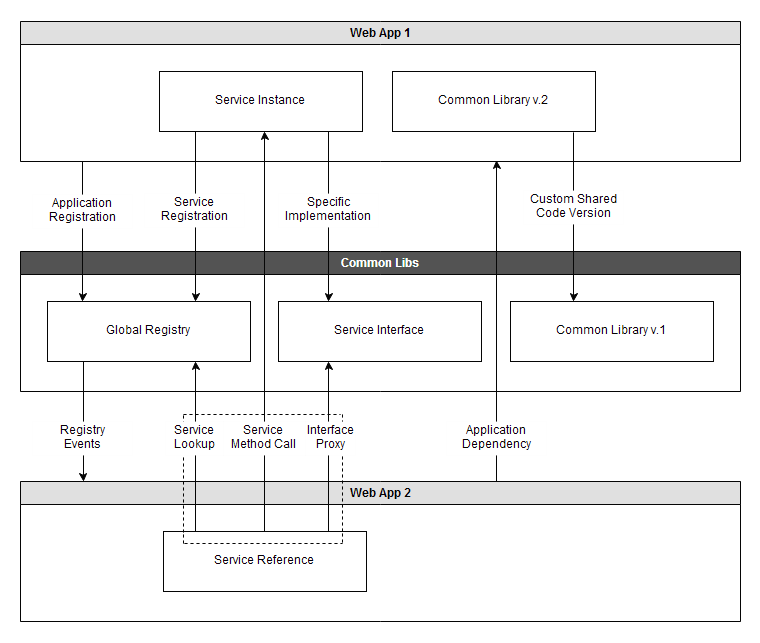 Web App 1
Service Instance
Common Library v.2
Application
Registration
Service
Registration
Specific
Implementation
Custom Shared
Code Version
Common Libs
Global Registry
Service Interface
Common Library v.1
Registry
Events
Service
Lookup
Service
Method Call
Interface
Proxy
Application
Dependency
Web App 2
Service Reference